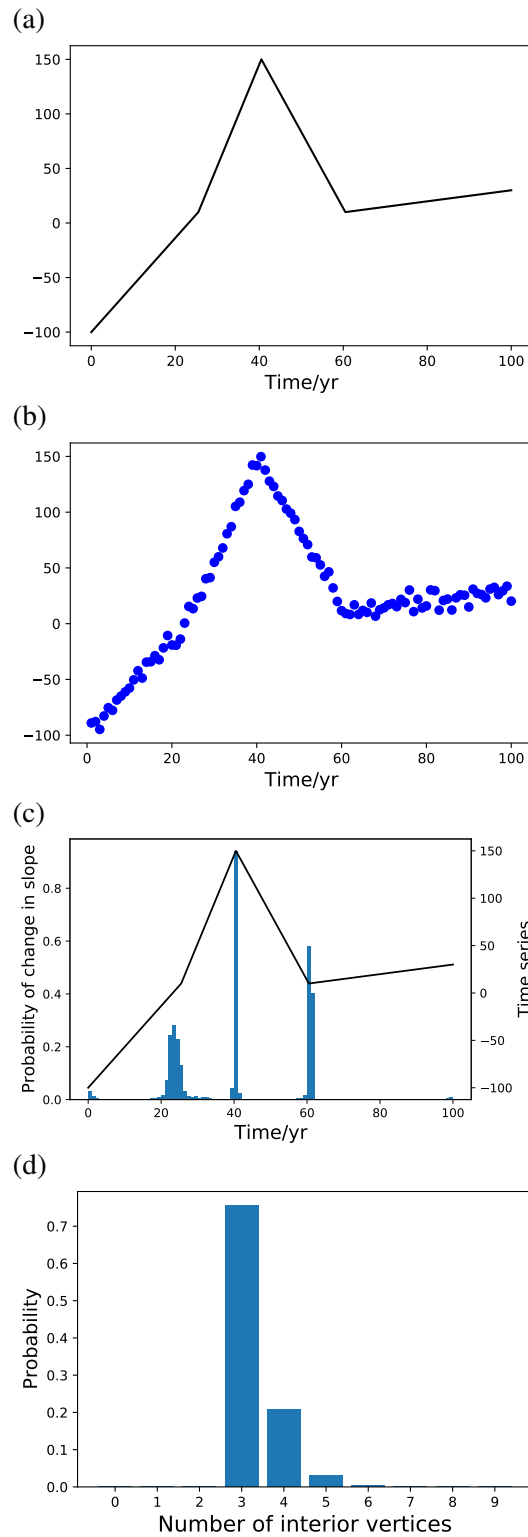 (a)
150
100
50
0
−50
−100
0 20 40 60 80 100
Time/yr
(b)
150
100
50
0
−50
−100
0 20 40 60 80 100
Time/yr
(c)
Probability of change in slope
0.8
0.6
0.4
0.2
0.0
150
100
50
0
−50
−100
Time series
0 20 40 60 80 100
Time/yr
(d)
Probability
0.7
0.6
0.5
0.4
0.3
0.2
0.1
0.0
0 1 2 3 4 5 6 7 8 9
Number of interior vertices